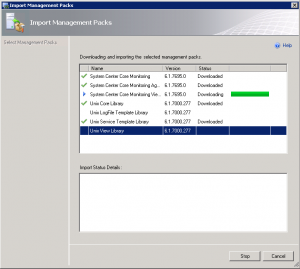 Import Management Packs
Import Management Packs
Select Management Packs
Help
Downloading and importing the selected management packs.
Name Version Status
System Center Core Monitoring 6.1.7695.0 Downloaded
System Center Core Monitoring Ag... 6.1.7695.0 Downloaded
System Center Core Monitoring Vie... 6.1.7695.0 Downloading
Unix Core Library 6.1.7000.277 Downloaded
Unix LogFile Template Library 6.1.7000.277
Unix Service Template Library 6.1.7000.277 Downloaded
Unix View Library 6.1.7000.277
Import Status Details:
Stop Cancel